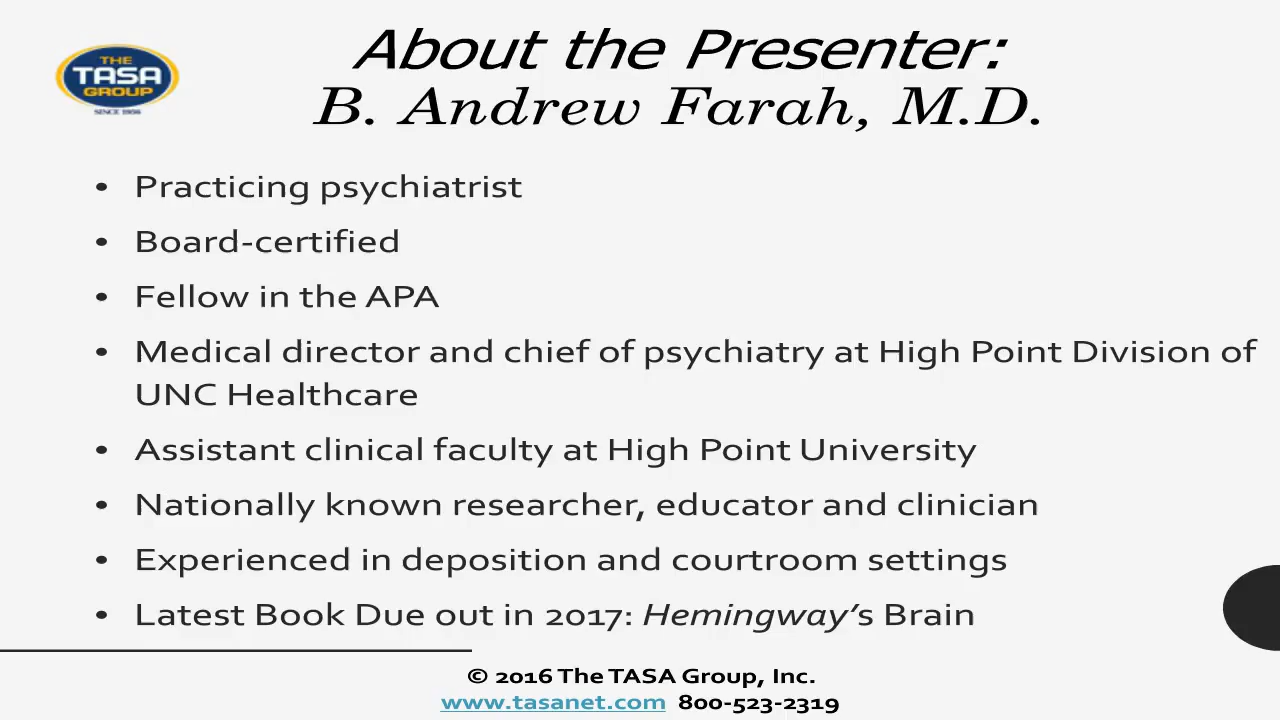 THE
TASA
GROUP
SINCE 1956
About the Presenter:
B. Andrew Farah, M.D.
• Practicing psychiatrist
• Board-certified
• Fellow in the APA
• Medical director and chief of psychiatry at High Point Division of
UNC Healthcare
• Assistant clinical faculty at High Point University
• Nationally known researcher, educator and clinician
• Experienced in deposition and courtroom settings
• Latest Book Due out in 2017: Hemingway's Brain
© 2016 The TASA Group, Inc.
www.tasanet.com 800-523-2319